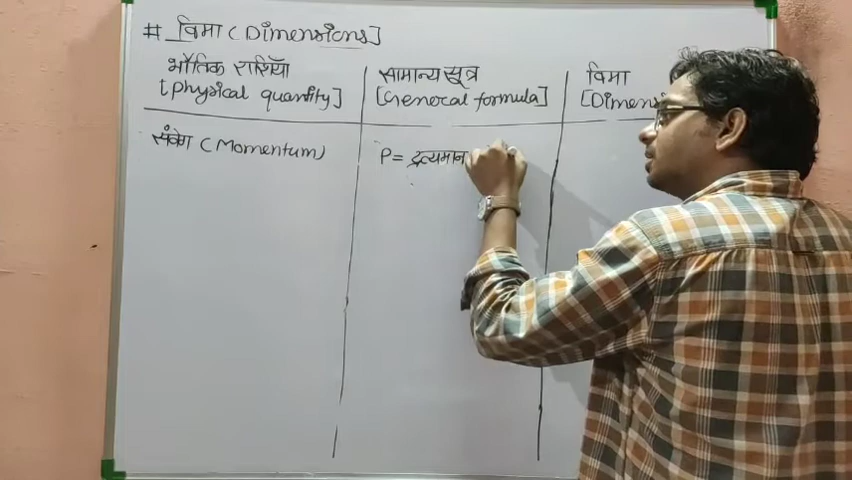 # विमा (Dimensions]
भौतिक राशियाँ
[physical quantity]
सामान्य सूत्र
[General formula]
विमा
संवेग (Momentum)
P = द्रव्यमान